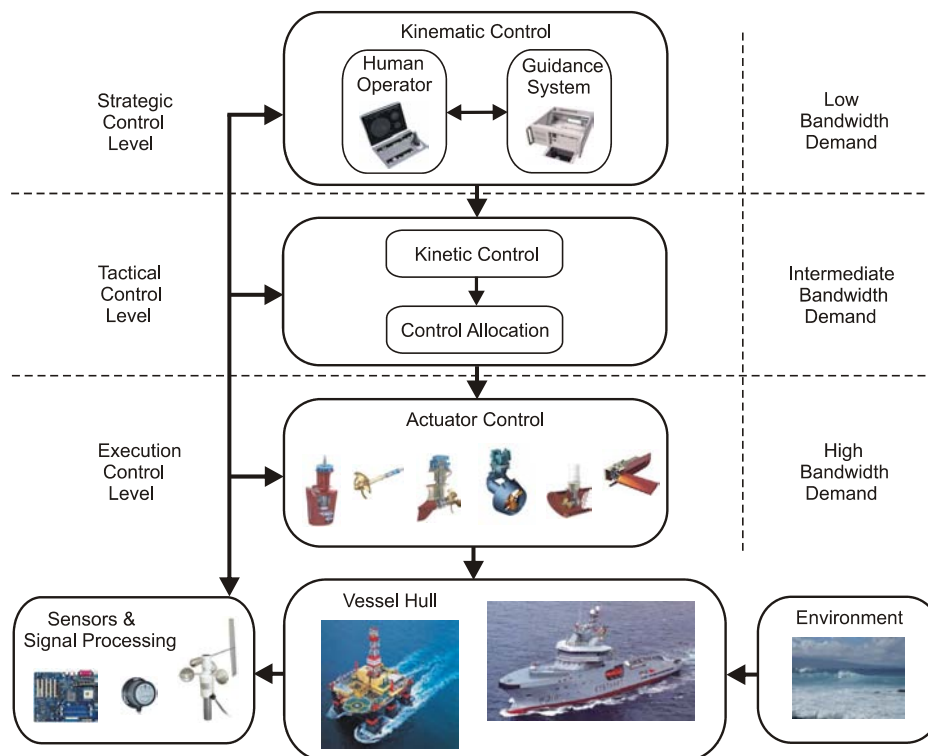 Kinematic Control
Human
Operator
Guidance
System
Strategic
Control
Level
Low
Bandwidth
Demand
Kinetic Control
Control Allocation
Tactical
Control
Level
Intermediate
Bandwidth
Demand
Actuator Control
Execution
Control
Level
High
Bandwidth
Demand
Sensors &
Signal Processing
Vessel Hull
Environment